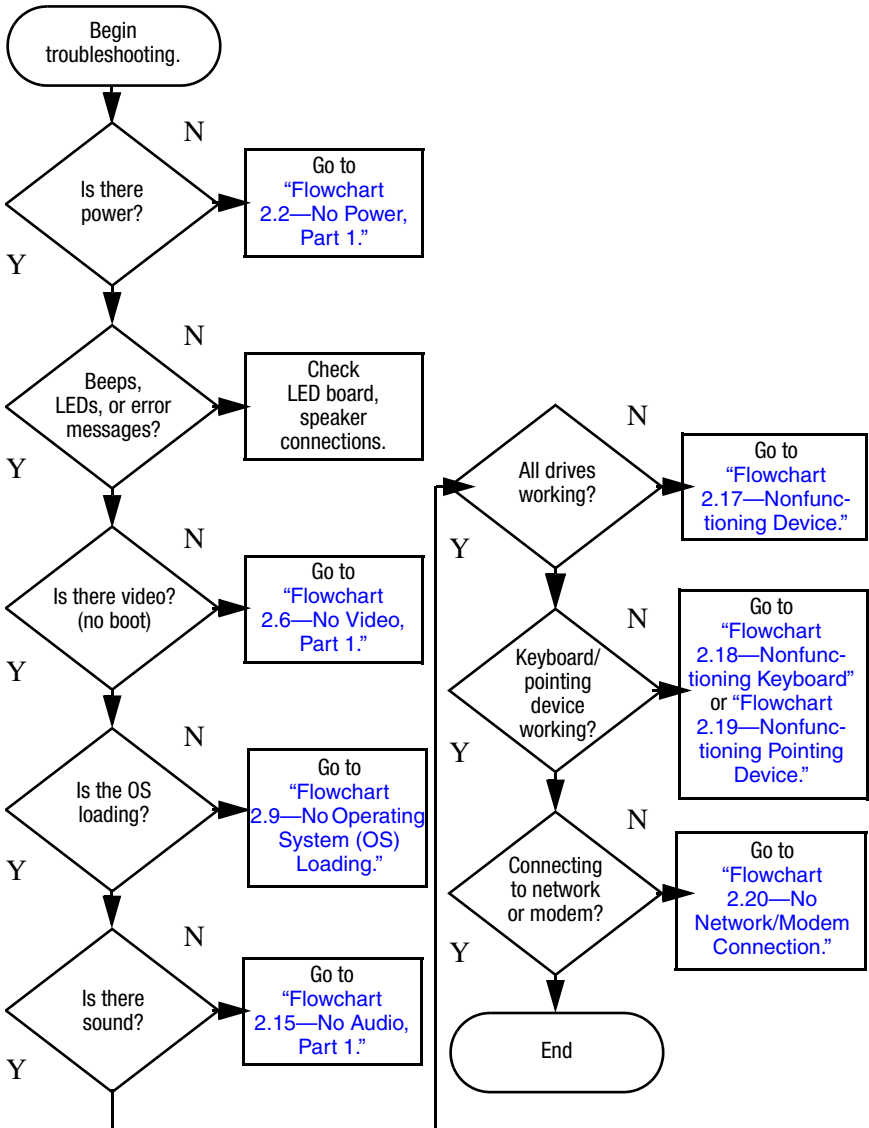 Begin
troubleshooting.
N
Is there
power?
Go to
“Flowchart
2.2—No Power,
Part 1.”
Y
N
Beeps,
LEDs, or error
messages?
Check
LED board,
speaker
connections.
Y
N
Is there video?
(no boot)
Go to
“Flowchart
2.6—No Video,
Part 1.”
Y
N
Is the OS
loading?
Go to
“Flowchart
2.9—No Operating
System (OS)
Loading.”
Y
N
Is there
sound?
Go to
“Flowchart
2.15—No Audio,
Part 1.”
Y
N
All drives
working?
Go to
“Flowchart
2.17—Nonfunc-
tioning Device.”
Y
N
Keyboard/
pointing
device
working?
Go to
“Flowchart
2.18—Nonfunc-
tioning Keyboard”
or “Flowchart
2.19—Nonfunc-
tioning Pointing
Device.”
Y
N
Connecting
to network
or modem?
Go to
“Flowchart
2.20—No
Network/Modem
Connection.”
Y
End